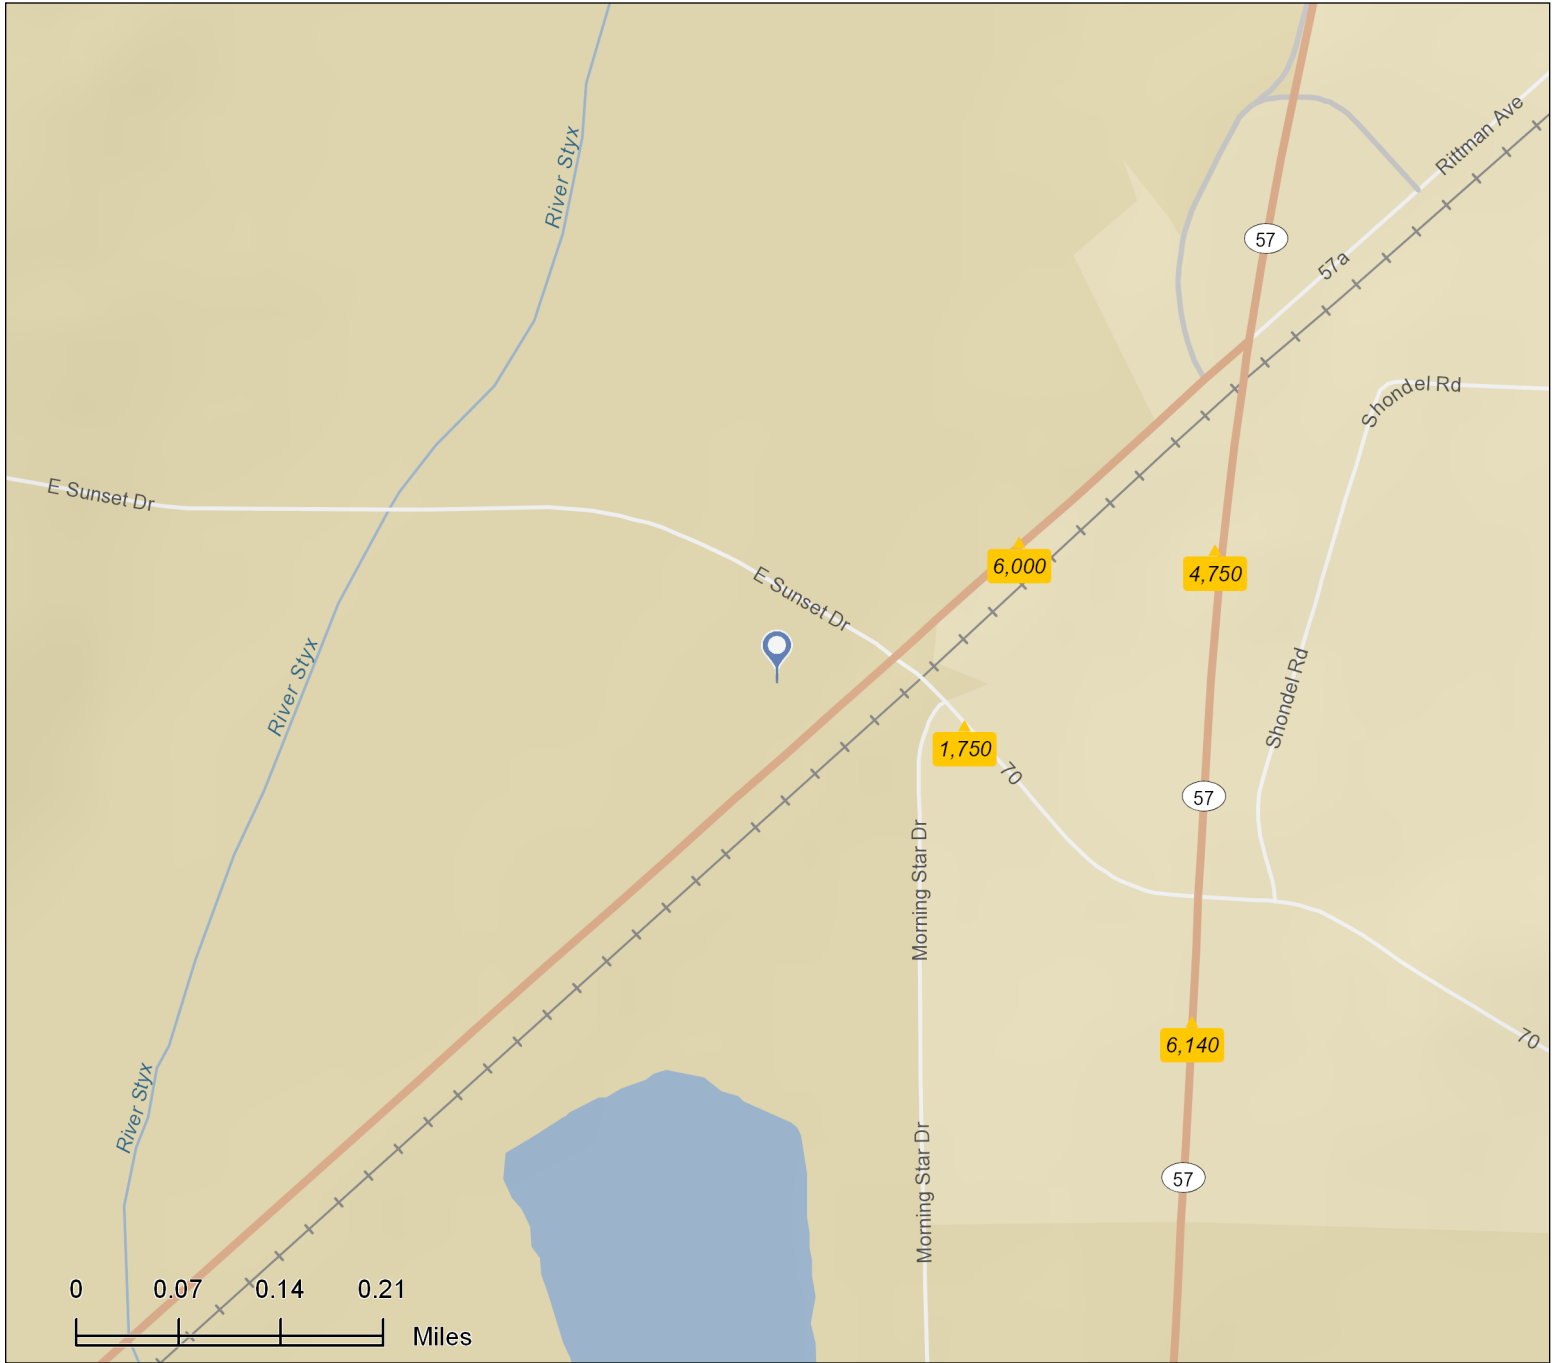 Rittman Ave
River Styx
57
57a
Shondel Rd
E Sunset Dr
6,000
4,750
E Sunset Dr
River Styx
Shondel Rd
1,750
70
57
Morning Star Dr
70
6,140
River Styx
Morning Star Dr
57
0 0.07 0.14 0.21
Miles